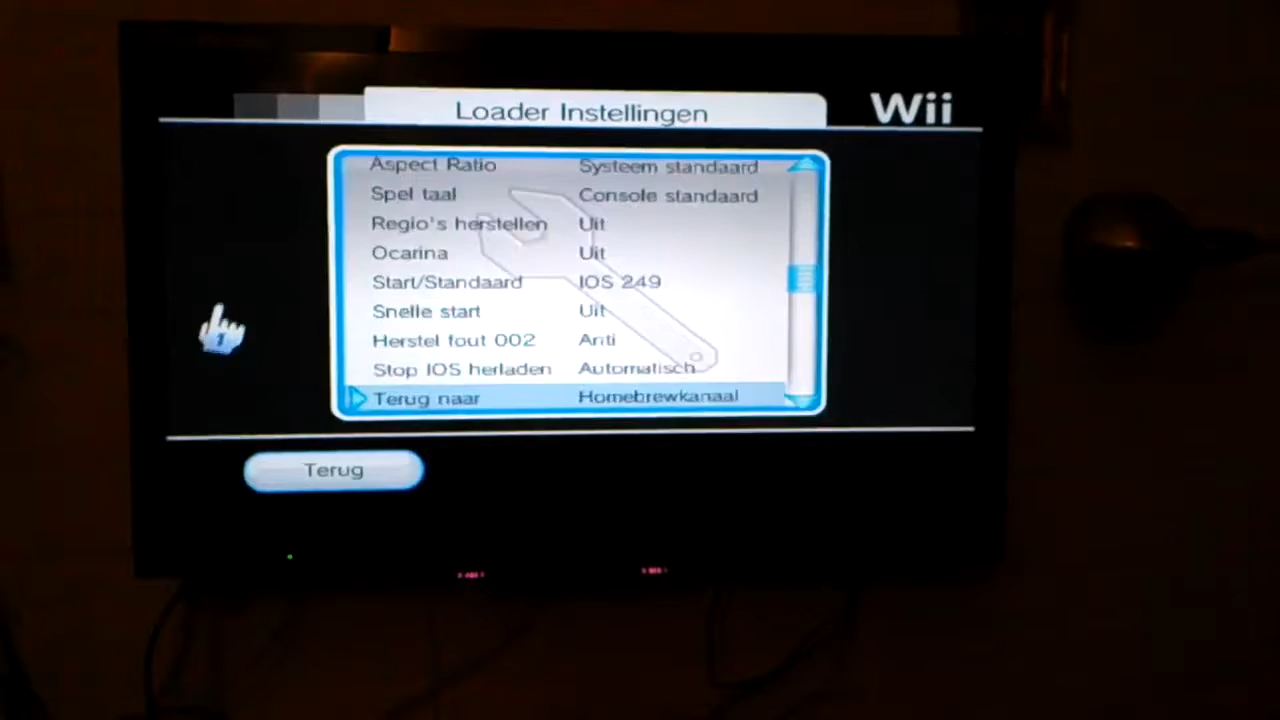 Loader Instellingen
Wii
Aspect Ratio Systeem standaard
Spel taal Console standaard
Regio's herstellen Uit
Ocarina Uit
Start/Standaard IOS 249
Snelle start Uit
Herstel fout 002 Anti
Stop IOS herladen Automatisch
Terug naar Homebrewkanaal
1
Terug